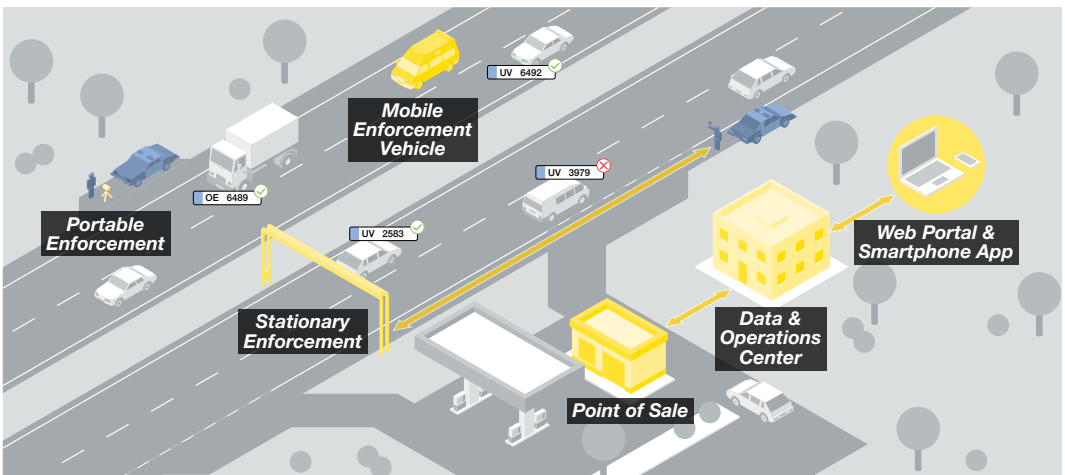 UV 6492
Mobile
Enforcement
Vehicle
UV 3979
OE 6489
Portable
Enforcement
UV 2583
Web Portal &
Smartphone App
Stationary
Enforcement
Data &
Operations
Center
Point of Sale